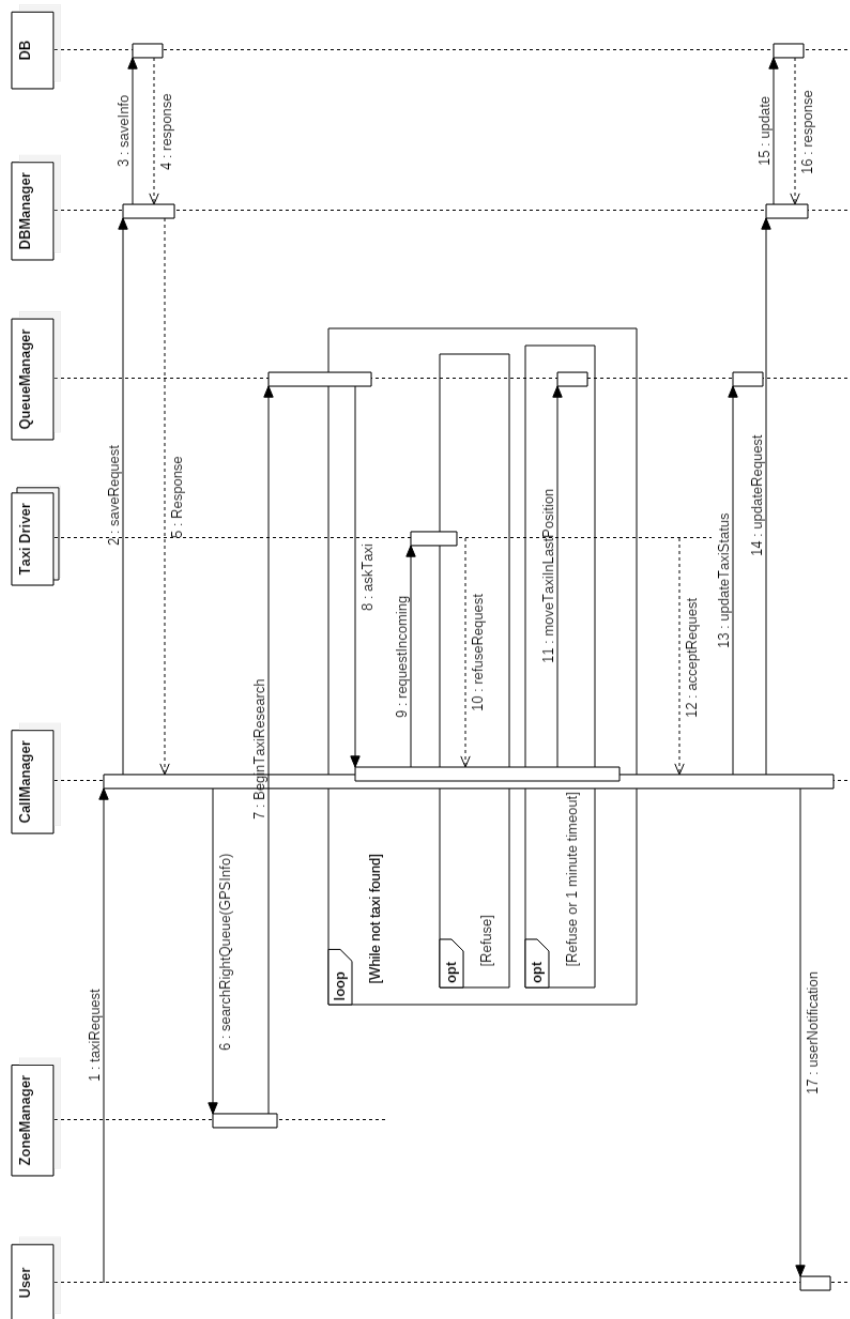 User
ZoneManager
CallManager
Taxi Driver
QueueManager
DBManager
DB
1 : taxiRequest
2 : saveRequest
3 : saveInfo
4 : response
5 : Response
6 : searchRightQueue(GPSInfo)
7 : BeginTaxiResearch
loop
[While not taxi found]
8 : askTaxi
9 : requestIncoming
opt
[Refuse]
10 : refuseRequest
opt
[Refuse or 1 minute timeout]
11 : moveTaxiInLastPosition
12 : acceptRequest
13 : updateTaxiStatus
14 : updateRequest
15 : update
16 : response
17 : userNotification